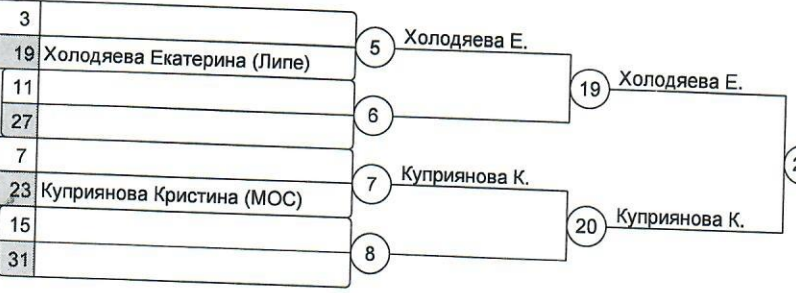 3
19 Холодяева Екатерина (Липе)
11
27
7
23 Куприянова Кристина (МОС)
15
31
5
6
7
8
Холодяева Е.
Куприянова К.
19
20
Холодяева Е.
Куприянова К.